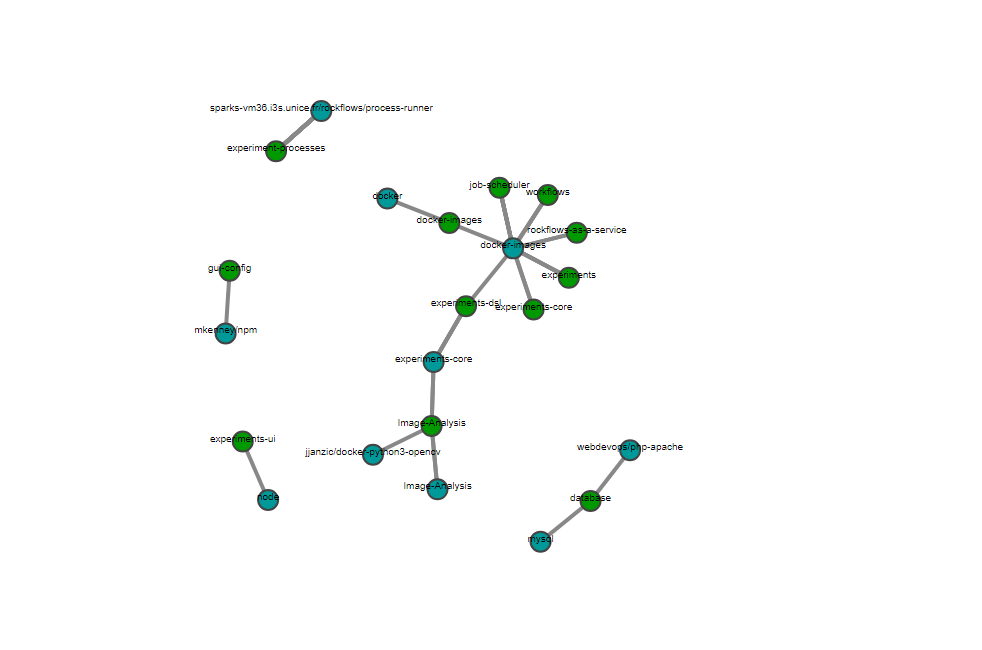 sparks-vm36.i3s.unice.fr/rockflows/process-runner
experiment-processes
job-scheduler
workflows
docker
docker-images
rockflows-as-a-service
docker-images
gui-config
experiments
experiments-dsl
experiments-core
mkenney/npm
experiments-core
Image-Analysis
experiments-ui
webdevops/php-apache
jjanzic/docker-python3-opencv
Image-Analysis
node
database
mysql